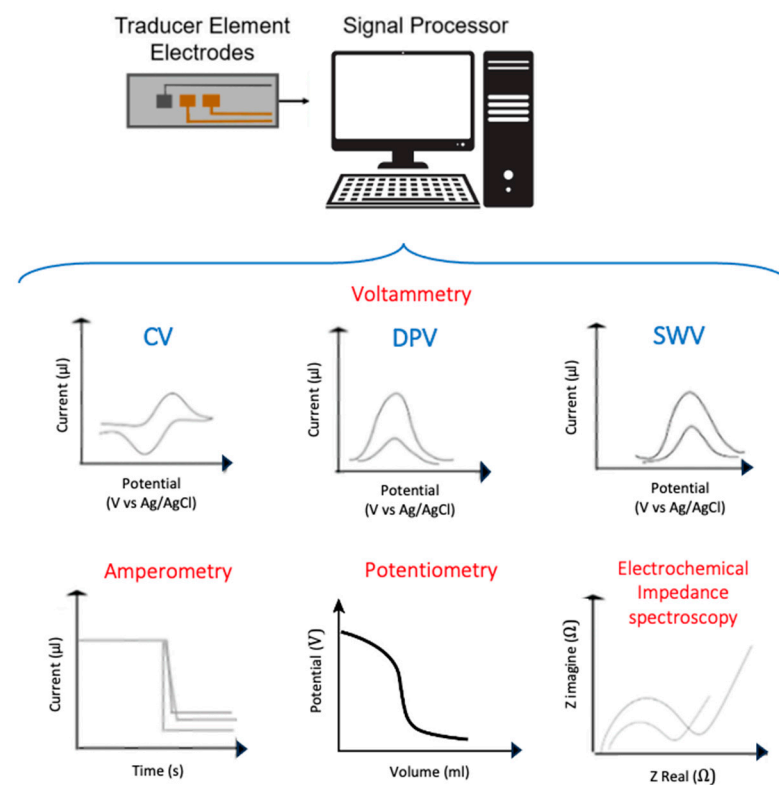 Traducer Element
Electrodes
Signal Processor
Voltammetry
CV
Current (µl)
Potential
(V vs Ag/AgCl)
DPV
Current (µl)
Potential
(V vs Ag/AgCl)
SWV
Current (µl)
Potential
(V vs Ag/AgCl)
Amperometry
Current (µl)
Time (s)
Potentiometry
Potential (V)
Volume (ml)
Electrochemical
Impedance
spectroscopy
Z imagine (Ω)
Z Real (Ω)